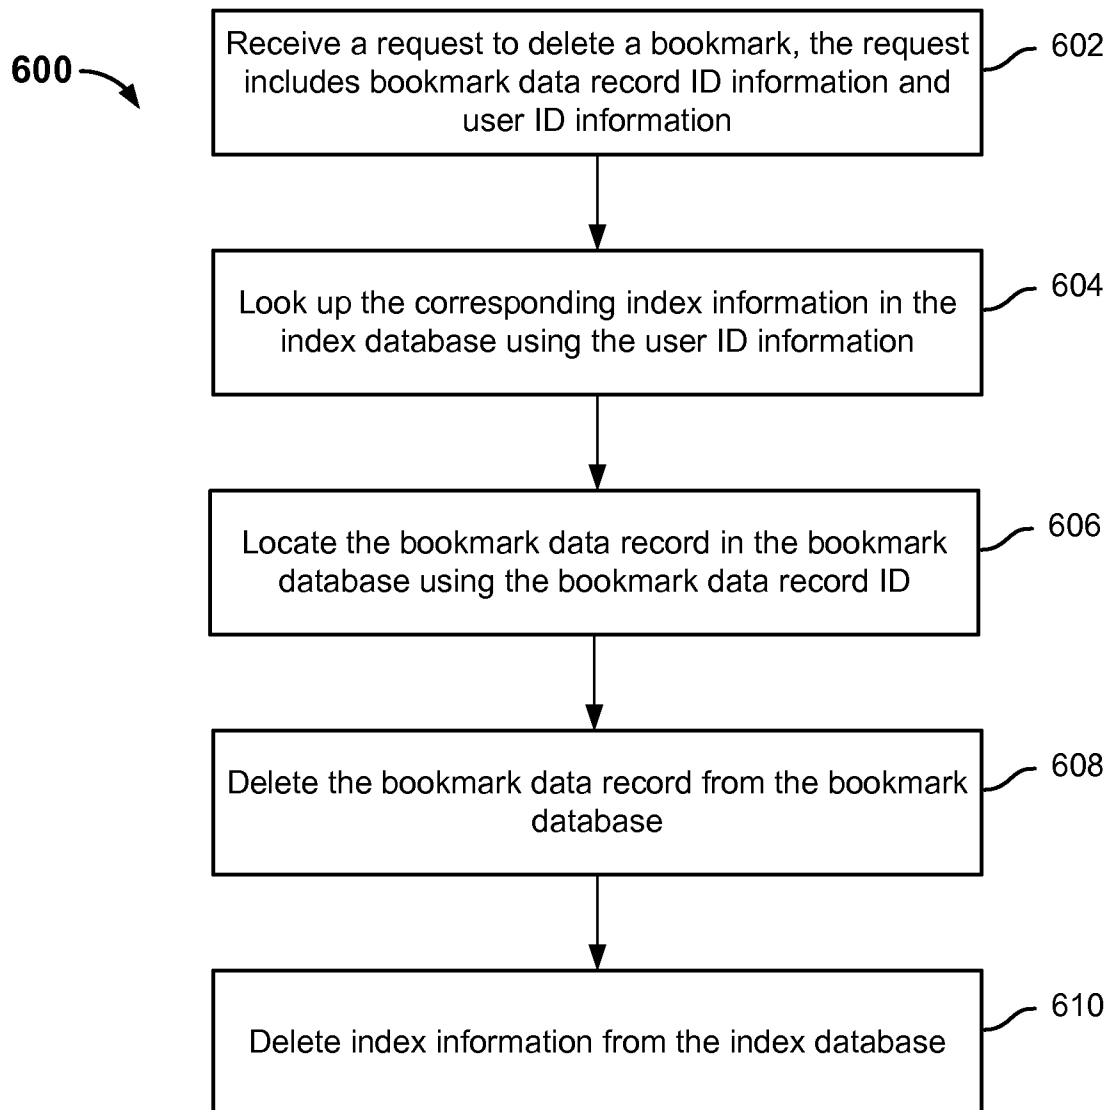 600
Receive a request to delete a bookmark, the request
includes bookmark data record ID information and
user ID information
602
Look up the corresponding index information in the
index database using the user ID information
604
Locate the bookmark data record in the bookmark
database using the bookmark data record ID
606
Delete the bookmark data record from the bookmark
database
608
Delete index information from the index database
610